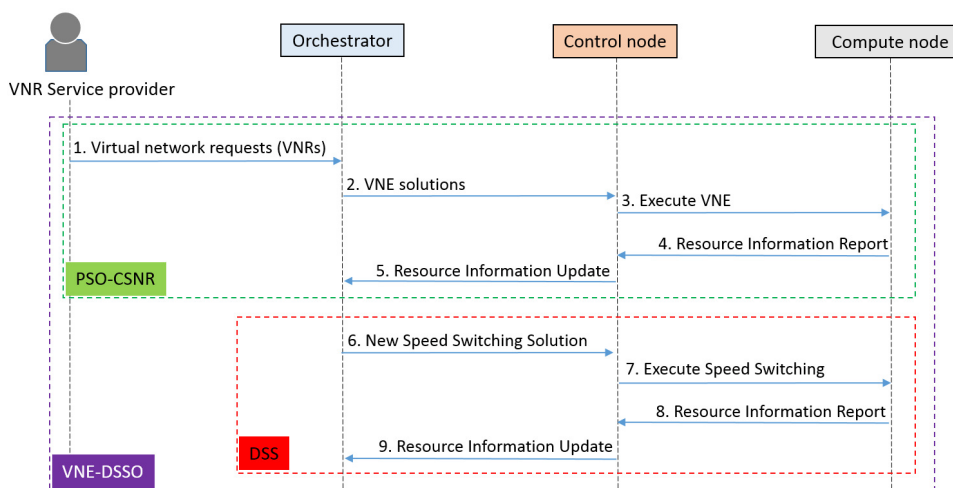 Orchestrator
Control node
Compute node
VNR Service provider
1. Virtual network requests (VNRs)
2. VNE solutions
3. Execute VNE
4. Resource Information Report
5. Resource Information Update
PSO-CSNR
6. New Speed Switching Solution
7. Execute Speed Switching
8. Resource Information Report
9. Resource Information Update
DSS
VNE-DSSO